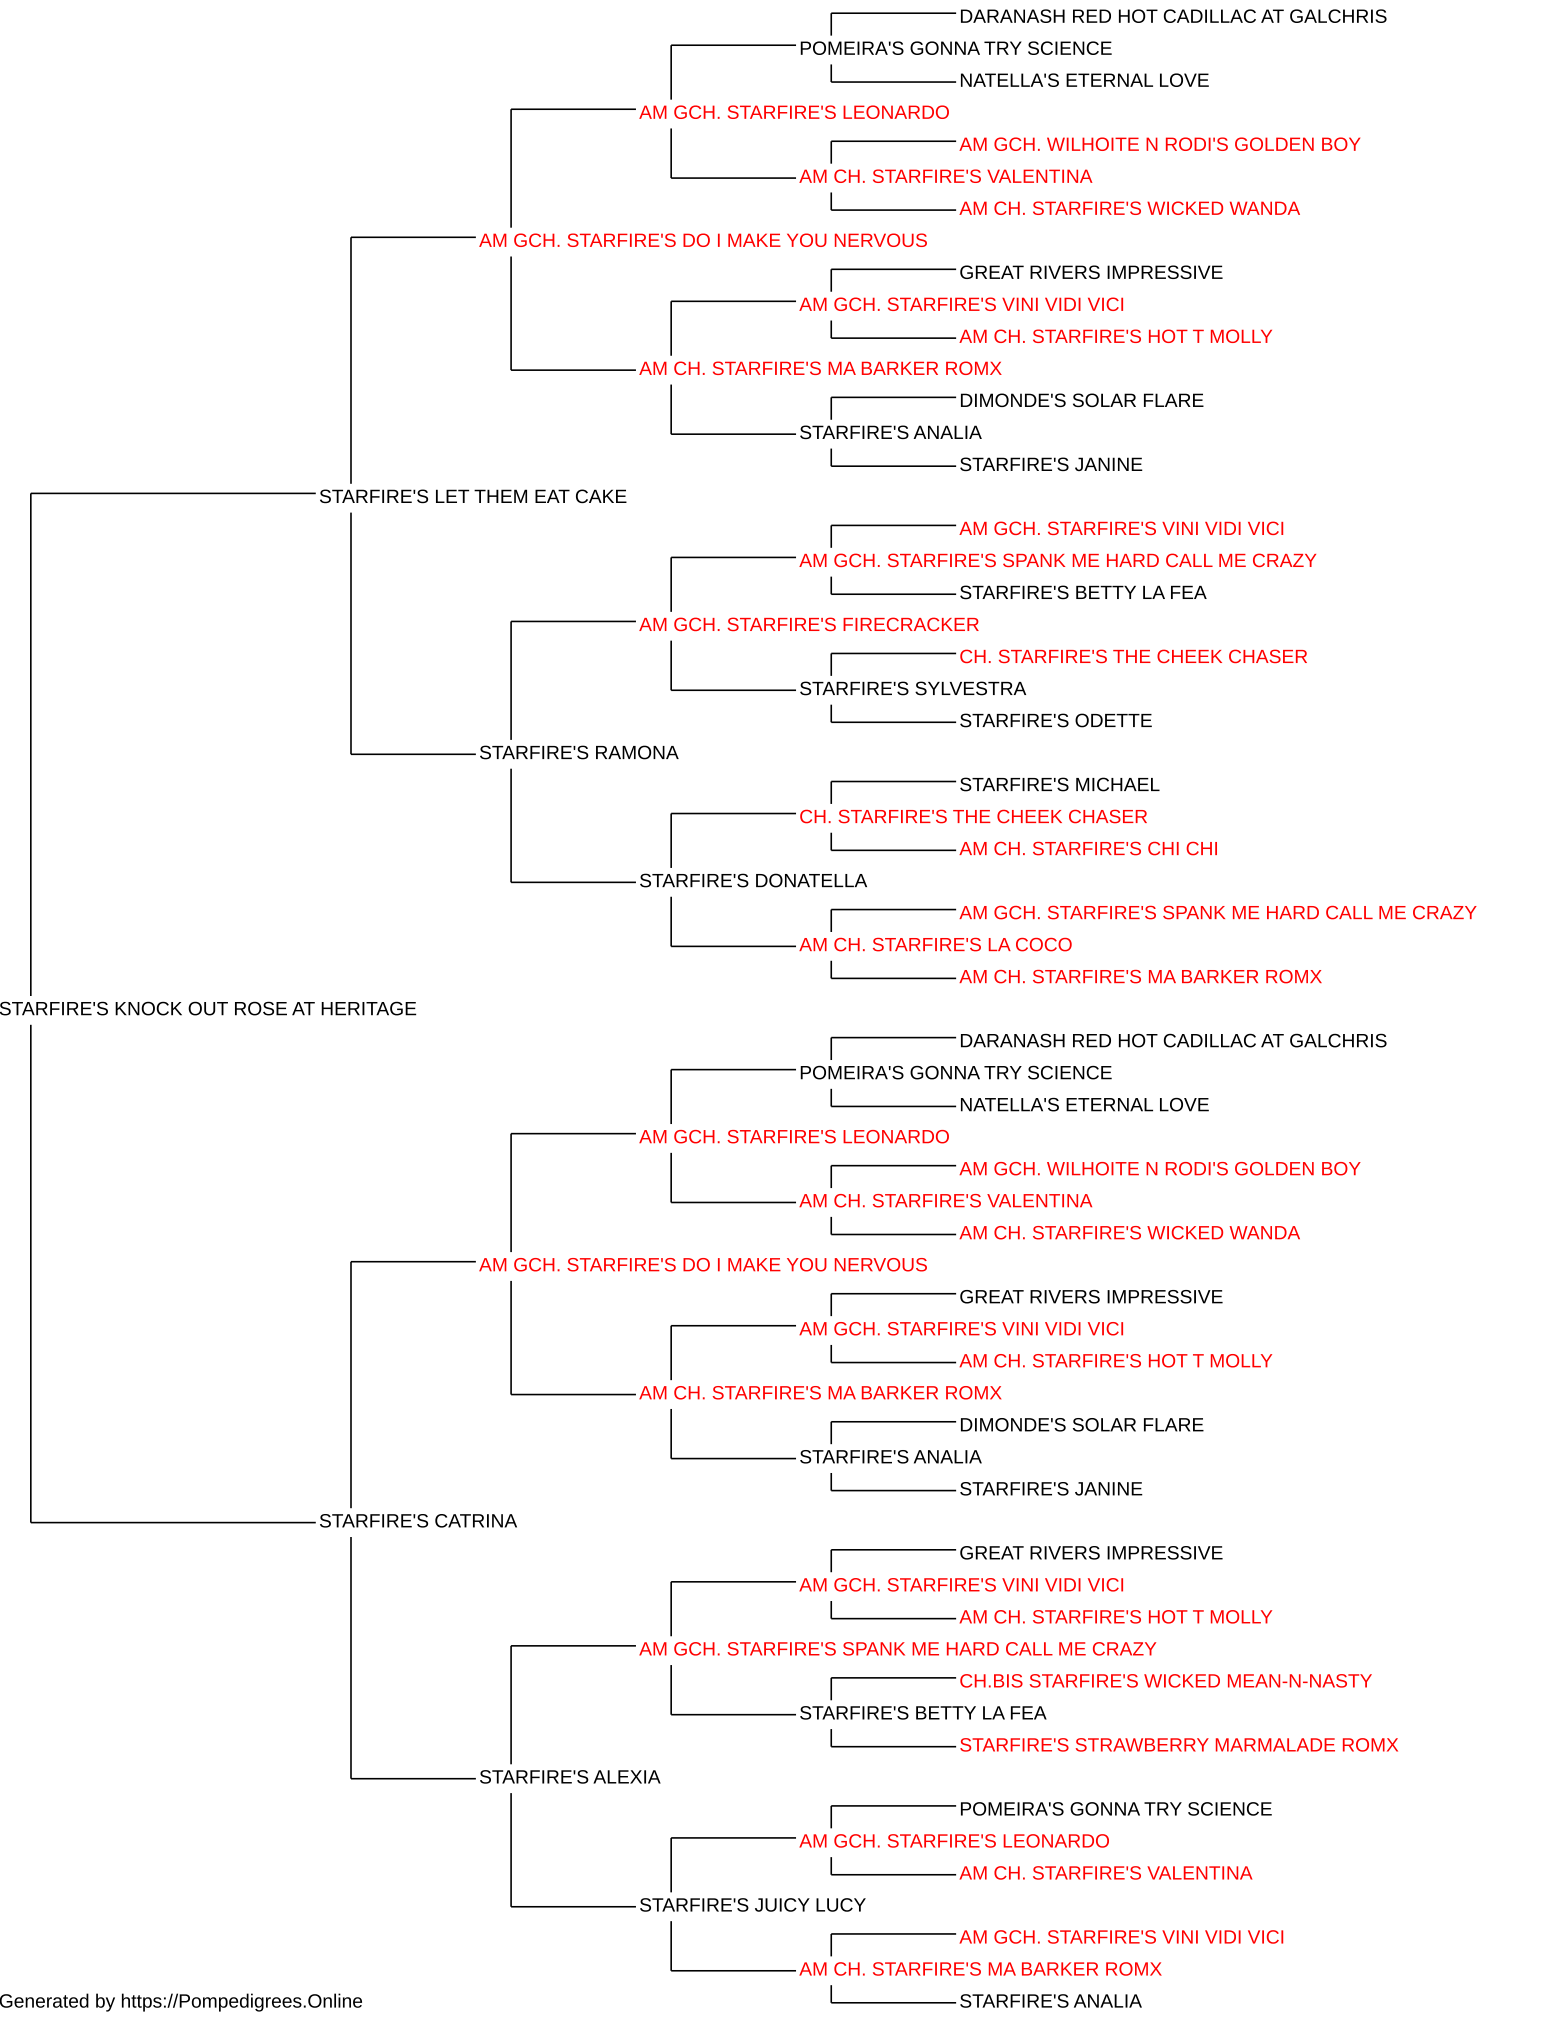 DARANASH RED HOT CADILLAC AT GALCHRIS
POMEIRA'S GONNA TRY SCIENCE
NATELLA'S ETERNAL LOVE
AM GCH. STARFIRE'S LEONARDO
AM GCH. WILHOITE N RODI'S GOLDEN BOY
AM CH. STARFIRE'S VALENTINA
AM CH. STARFIRE'S WICKED WANDA
AM GCH. STARFIRE'S DO I MAKE YOU NERVOUS
GREAT RIVERS IMPRESSIVE
AM GCH. STARFIRE'S VINI VIDI VICI
AM CH. STARFIRE'S HOT T MOLLY
AM CH. STARFIRE'S MA BARKER ROMX
DIMONDE'S SOLAR FLARE
STARFIRE'S ANALIA
STARFIRE'S JANINE
STARFIRE'S LET THEM EAT CAKE
AM GCH. STARFIRE'S VINI VIDI VICI
AM GCH. STARFIRE'S SPANK ME HARD CALL ME CRAZY
STARFIRE'S BETTY LA FEA
AM GCH. STARFIRE'S FIRECRACKER
CH. STARFIRE'S THE CHEEK CHASER
STARFIRE'S SYLVESTRA
STARFIRE'S ODETTE
STARFIRE'S RAMONA
STARFIRE'S MICHAEL
CH. STARFIRE'S THE CHEEK CHASER
AM CH. STARFIRE'S CHI CHI
STARFIRE'S DONATELLA
AM GCH. STARFIRE'S SPANK ME HARD CALL ME CRAZY
AM CH. STARFIRE'S LA COCO
AM CH. STARFIRE'S MA BARKER ROMX
STARFIRE'S KNOCK OUT ROSE AT HERITAGE
DARANASH RED HOT CADILLAC AT GALCHRIS
POMEIRA'S GONNA TRY SCIENCE
NATELLA'S ETERNAL LOVE
AM GCH. STARFIRE'S LEONARDO
AM GCH. WILHOITE N RODI'S GOLDEN BOY
AM CH. STARFIRE'S VALENTINA
AM CH. STARFIRE'S WICKED WANDA
AM GCH. STARFIRE'S DO I MAKE YOU NERVOUS
GREAT RIVERS IMPRESSIVE
AM GCH. STARFIRE'S VINI VIDI VICI
AM CH. STARFIRE'S HOT T MOLLY
AM CH. STARFIRE'S MA BARKER ROMX
DIMONDE'S SOLAR FLARE
STARFIRE'S ANALIA
STARFIRE'S JANINE
STARFIRE'S CATRINA
GREAT RIVERS IMPRESSIVE
AM GCH. STARFIRE'S VINI VIDI VICI
AM CH. STARFIRE'S HOT T MOLLY
AM GCH. STARFIRE'S SPANK ME HARD CALL ME CRAZY
CH.BIS STARFIRE'S WICKED MEAN-N-NASTY
STARFIRE'S BETTY LA FEA
STARFIRE'S STRAWBERRY MARMALADE ROMX
STARFIRE'S ALEXIA
POMEIRA'S GONNA TRY SCIENCE
AM GCH. STARFIRE'S LEONARDO
AM CH. STARFIRE'S VALENTINA
STARFIRE'S JUICY LUCY
AM GCH. STARFIRE'S VINI VIDI VICI
AM CH. STARFIRE'S MA BARKER ROMX
STARFIRE'S ANALIA
Generated by https://Pompedigrees.Online